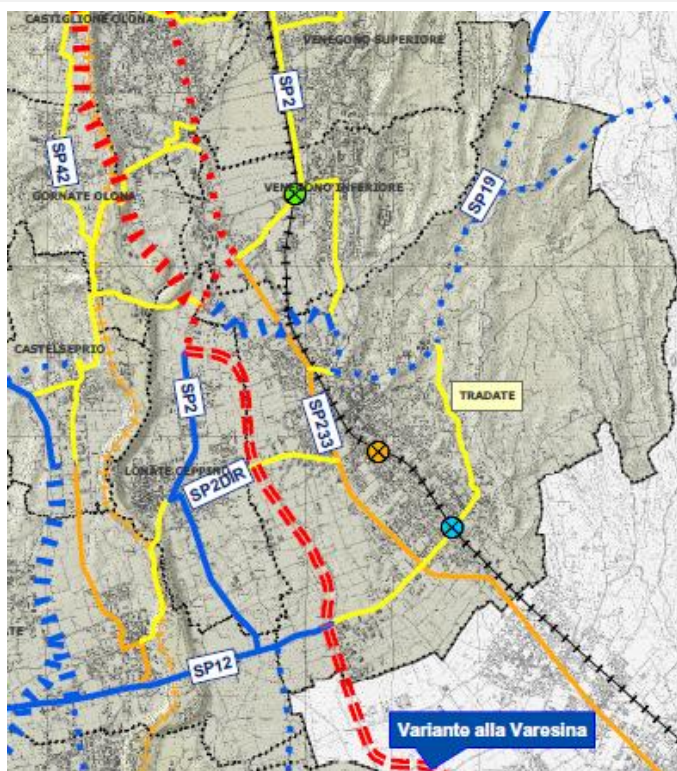 CASTIGLIONE OLONA
VENEGONO SUPERIORE
SP2
SP42
VENEGONO INFERIORE
GORNATE OLONA
SP19
CASTELSEPRIO
SP2
TRADATE
SP233
LONATE CEPPINO
SP2DIR
TE
SP12
Variante alla Varesina